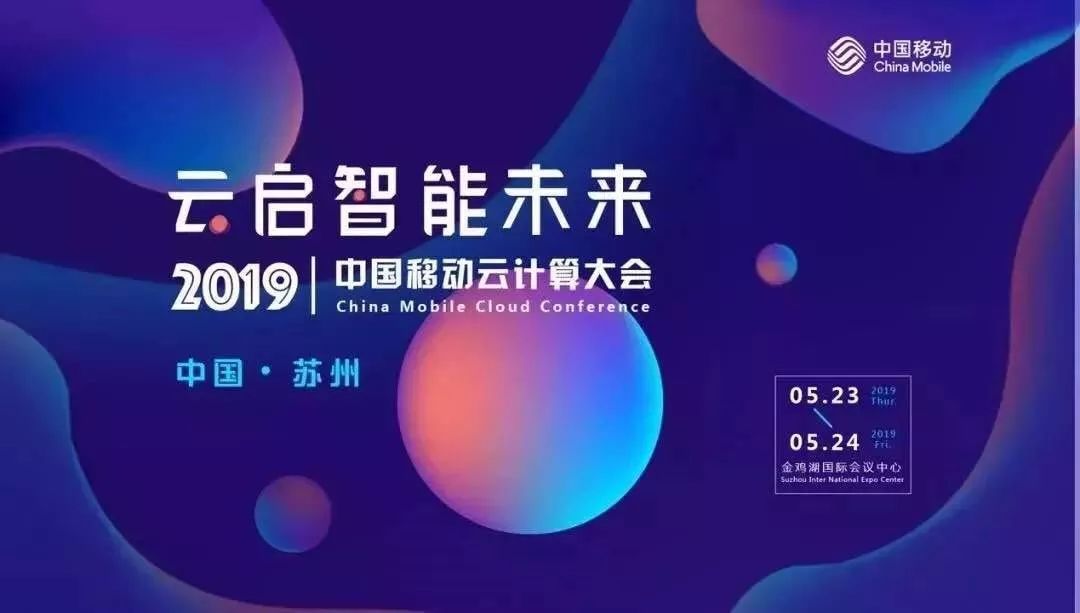 中国移动
China Mobile
云启智能未来
2019 中国移动云计算大会
China Mobile Cloud Conference
中国·苏州
05.23 2019 Thur.
05.24 2019 Fri.
金鸡湖国际会议中心
Suzhou Inter National Expo Center